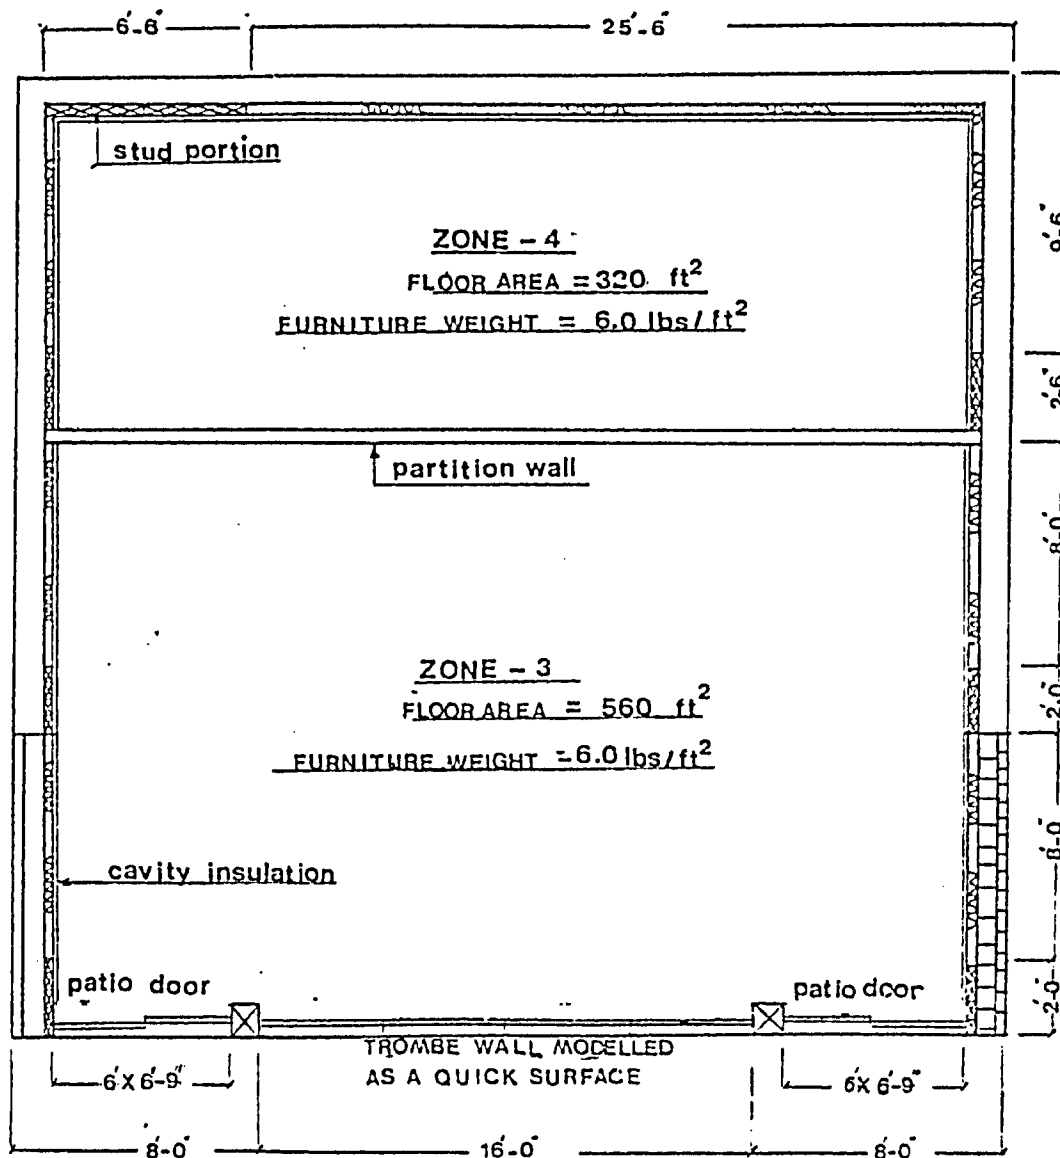 6'-6" 25'-6"
stud portion
ZONE - 4
FLOOR AREA = 320 ft²
FURNITURE WEIGHT = 6.0 lbs/ft²
9'-6"
2'-6"
partition wall
8'-0"
ZONE - 3
FLOOR AREA = 560 ft²
FURNITURE WEIGHT = 6.0 lbs/ft²
2'-0"
8'-0"
cavity insulation
patio door
patio door
2'-0"
TROMBE WALL MODELLED
AS A QUICK SURFACE
6' X 6'-9"
6' X 6'-9"
8'-0" 16'-0" 8'-0"